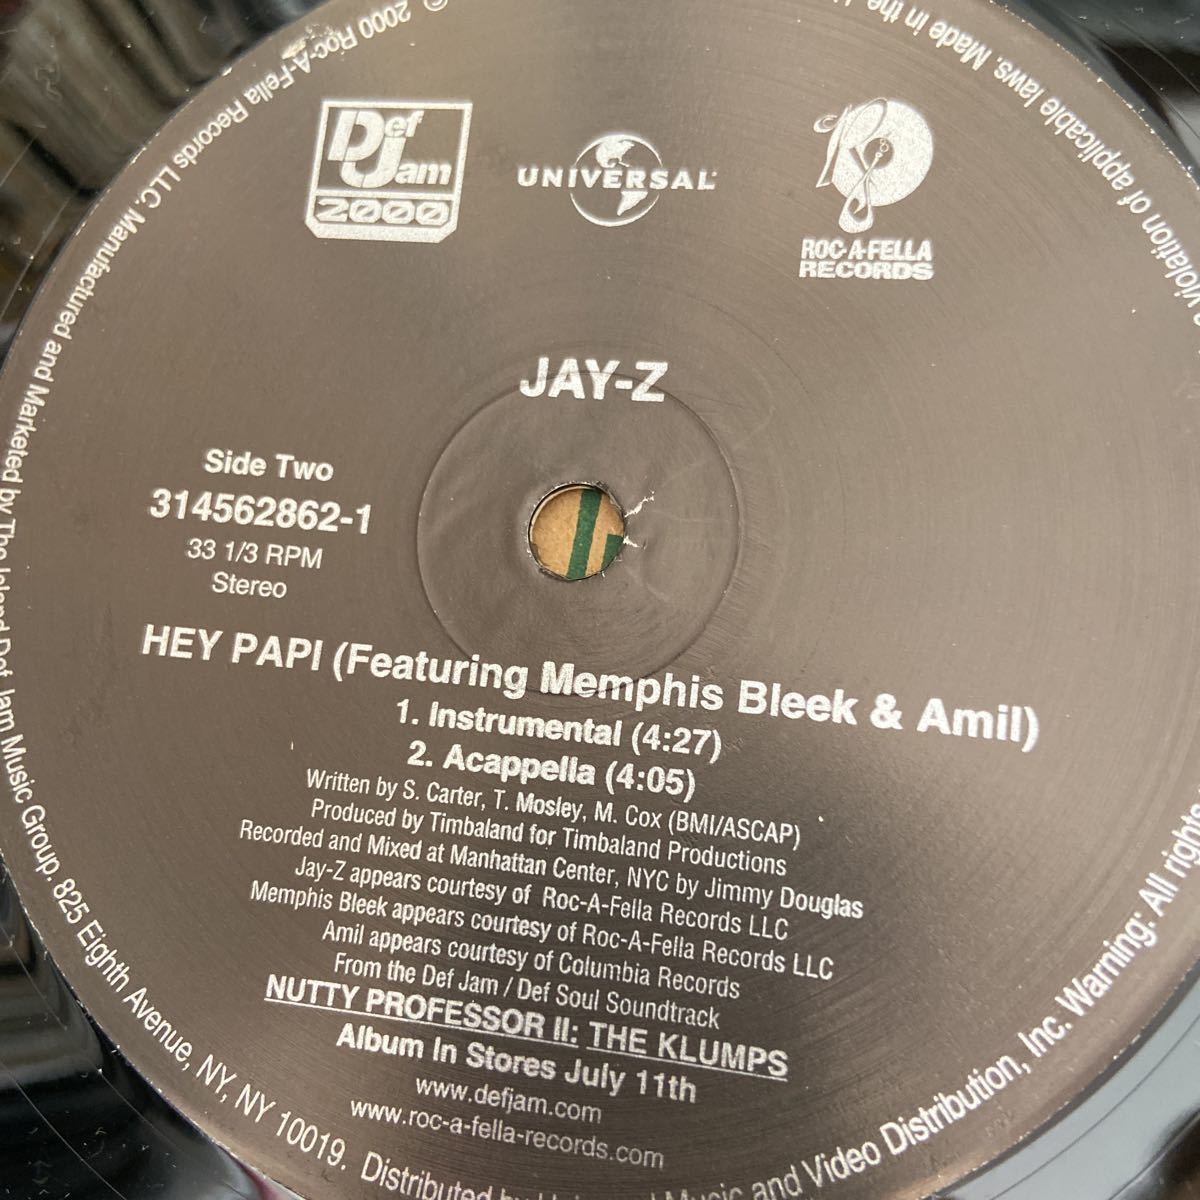 Def Jam
2000
UNIVERSAL
ROC-A-FELLA
RECORDS
JAY-Z
Side Two
314562862-1
33 1/3 RPM
Stereo
HEY PAPI (Featuring Memphis Bleek & Amil)
1. Instrumental (4:27)
2. Acappella (4:05)
Written by S. Carter, T. Mosley, M. Cox (BMI/ASCAP)
Produced by Timbaland for Timbaland Productions
Recorded and Mixed at Manhattan Center, NYC by Jimmy Douglas
Jay-Z appears courtesy of Roc-A-Fella Records LLC
Memphis Bleek appears courtesy of Roc-A-Fella Records LLC
Amil appears courtesy of Columbia Records
From the Def Jam / Def Soul Soundtrack
NUTTY PROFESSOR II: THE KLUMPS
Album In Stores July 11th
www.defjam.com
www.roc-a-fella-records.com
© 2000 Roc-A-Fella Records LLC. Manufactured and Marketed by The Island Def Jam Music Group. 825 Eighth Avenue, NY, NY 10019. Distributed Music and Video Distribution, Inc. Warning: All rights violation of applicable laws. Made in the